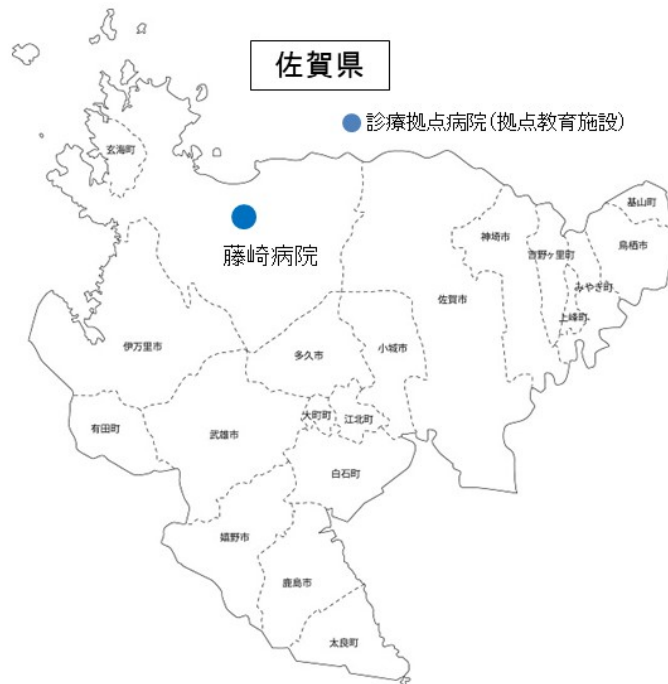 佐賀県
●診療拠点病院(拠点教育施設)
玄海町
基山町
鳥栖市
神埼市
吉野ヶ里町
藤崎病院
みやき町
佐賀市
上峰町
伊万里市
多久市
小城市
大町町
江北町
有田町
武雄市
白石町
嬉野市
鹿島市
太良町